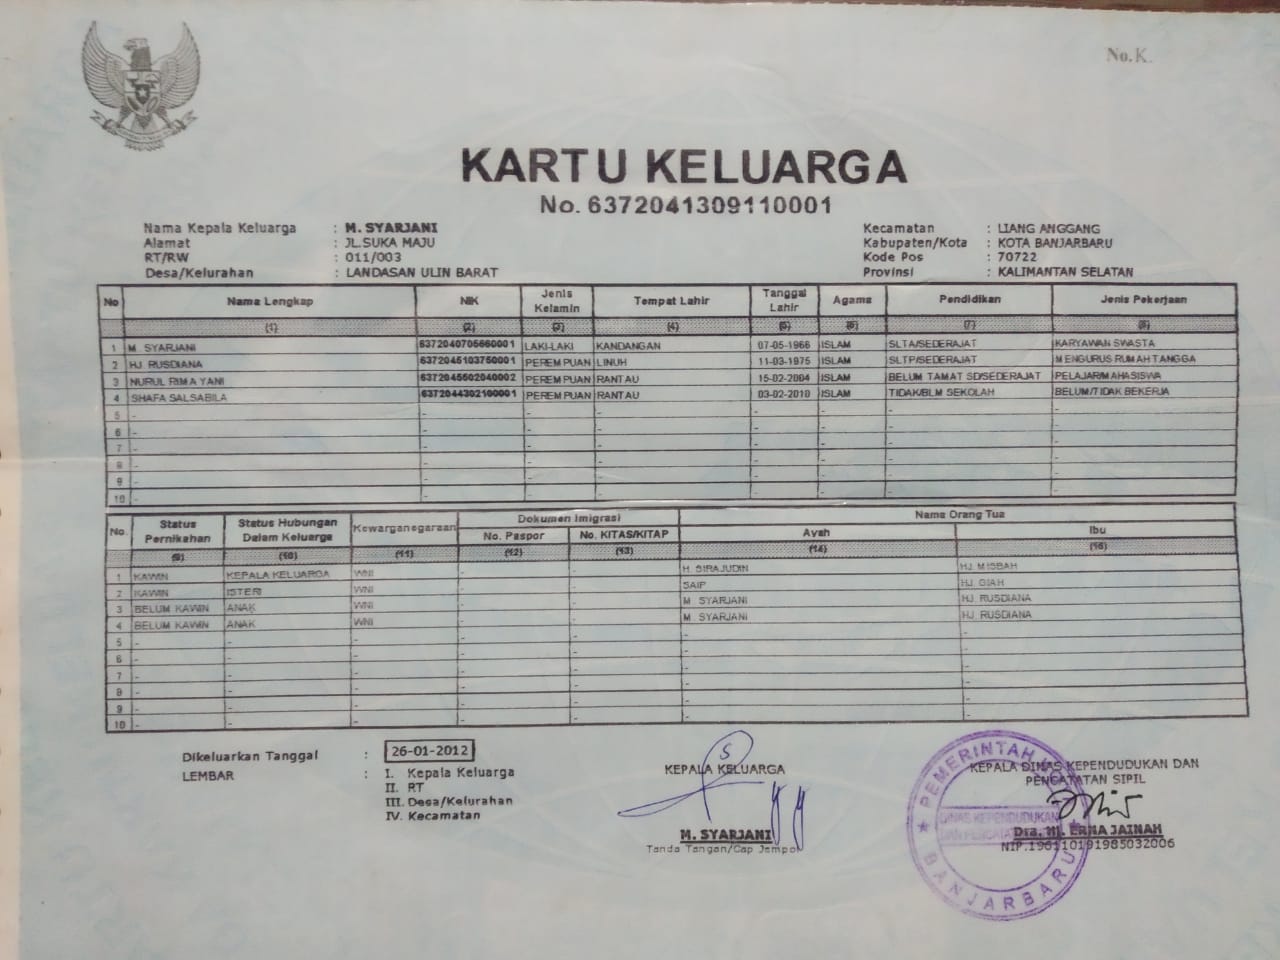 No.K.
KARTU KELUARGA
No. 6372041309110001
Nama Kepala Keluarga : M. SYARJANI
Alamat : JL.SUKA MAJU
RT/RW : 011/003
Desa/Kelurahan : LANDASAN ULIN BARAT
Kecamatan : LIANG ANGGANG
Kabupaten/Kota : KOTA BANJARBARU
Kode Pos : 70722
Provinsi : KALIMANTAN SELATAN
No Nama Lengkap NIK Jenis Kelamin Tempat Lahir Tanggal Lahir Agama Pendidikan Jenis Pekerjaan
(1) (2) (3) (4) (5) (6) (7) (8)
1 M. SYARJANI 6372040705660001 LAKI-LAKI KANDANGAN 07-05-1966 ISLAM SLTA/SEDERAJAT KARYAWAN SWASTA
2 HJ. RUSDIANA 6372045103750001 PEREMPUAN LINUH 11-03-1975 ISLAM SLTP/SEDERAJAT MENGURUS RUMAH TANGGA
3 NURUL RIMA YANI 6372045502040002 PEREMPUAN RANTAU 15-02-2004 ISLAM BELUM TAMAT SD/SEDERAJAT PELAJAR/MAHASISWA
4 SHAFA SALSABILA 6372044302100001 PEREMPUAN RANTAU 03-02-2010 ISLAM TIDAK/BLM SEKOLAH BELUM/TIDAK BEKERJA
5 - - - - - - - -
6 - - - - - - - -
7 - - - - - - - -
8 - - - - - - - -
9 - - - - - - - -
10 - - - - - - - -
No. Status Pernikahan Status Hubungan Dalam Keluarga Kewarganegaraan Dokumen Imigrasi Nama Orang Tua
No. Paspor No. KITAS/KITAP Ayah Ibu
(9) (10) (11) (12) (13) (14) (15)
1 KAWIN KEPALA KELUARGA WNI - - H. SIRAJUDIN HJ. MISBAH
2 KAWIN ISTERI WNI - - SAIP HJ. GIAH
3 BELUM KAWIN ANAK WNI - - M. SYARJANI HJ. RUSDIANA
4 BELUM KAWIN ANAK WNI - - M. SYARJANI HJ. RUSDIANA
5 - - - - - - -
6 - - - - - - -
7 - - - - - - -
8 - - - - - - -
9 - - - - - - -
10 - - - - - - -
Dikeluarkan Tanggal : 26-01-2012
LEMBAR : I. Kepala Keluarga
II. RT
III. Desa/Kelurahan
IV. Kecamatan
KEPALA KELUARGA
M. SYARJANI
Tanda Tangan/Cap Jempol
KEPALA DINAS KEPENDUDUKAN DAN
PENCATATAN SIPIL
Dra. Hj. ERNA JAINAH
NIP.196110191985032006
PEMERINTAH
DINAS KEPENDUDUKAN
BANJARBARU